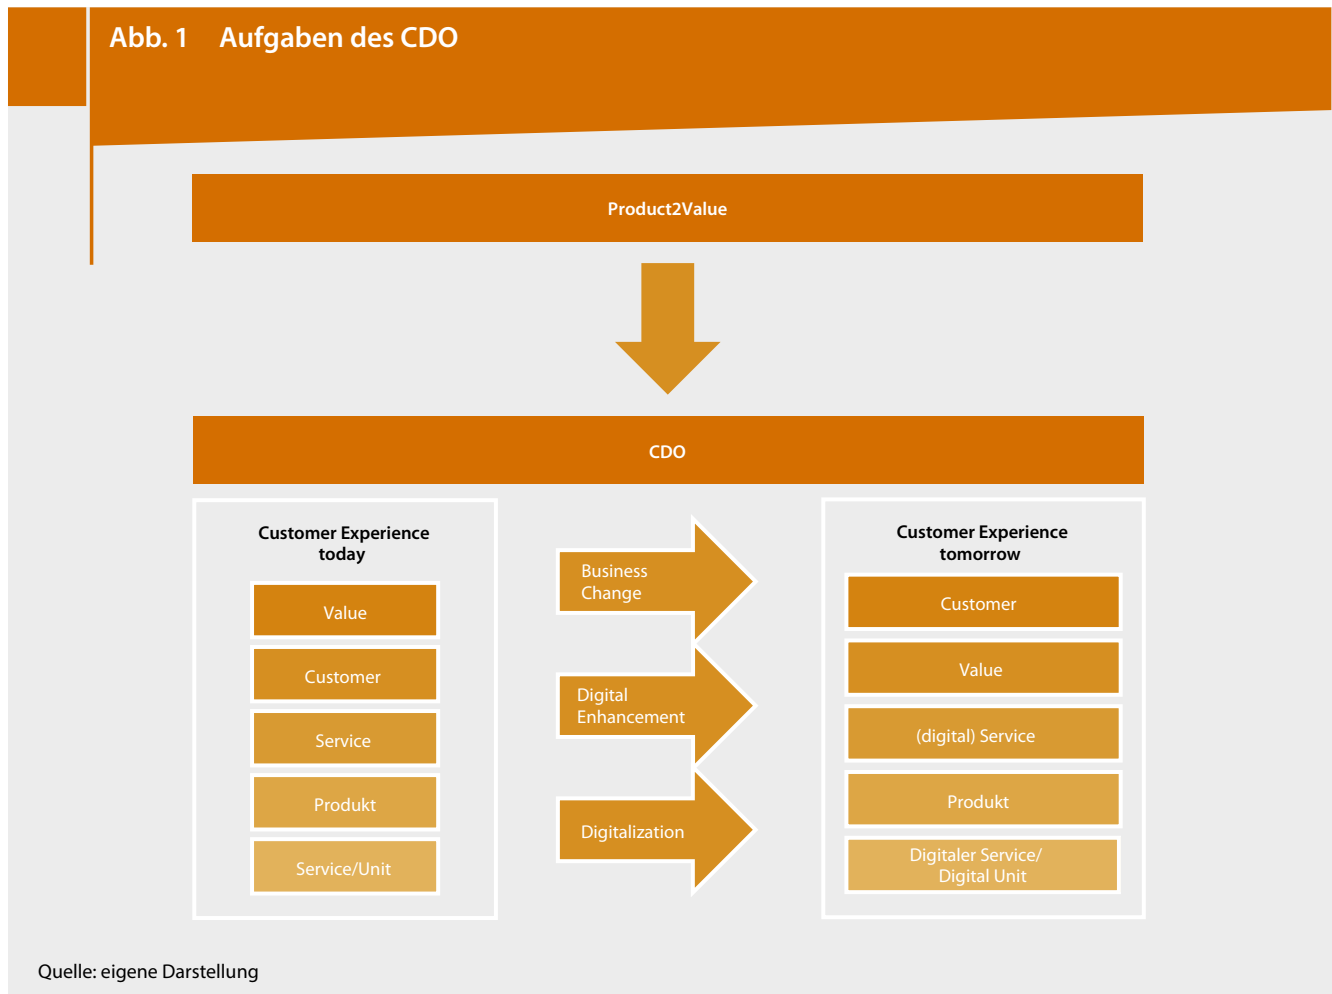 Abb. 1 Aufgaben des CDO
Product2Value
CDO
Customer Experience
today
Value
Customer
Service
Produkt
Service/Unit
Business
Change
Digital
Enhancement
Digitalization
Customer Experience
tomorrow
Customer
Value
(digital) Service
Produkt
Digitaler Service/
Digital Unit
Quelle: eigene Darstellung